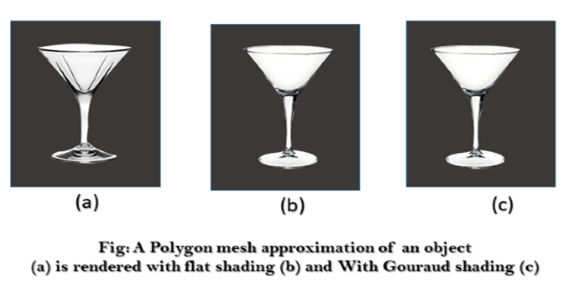 (a)
(b)
(c)
Fig: A Polygon mesh approximation of an object
(a) is rendered with flat shading (b) and With Gouraud shading (c)